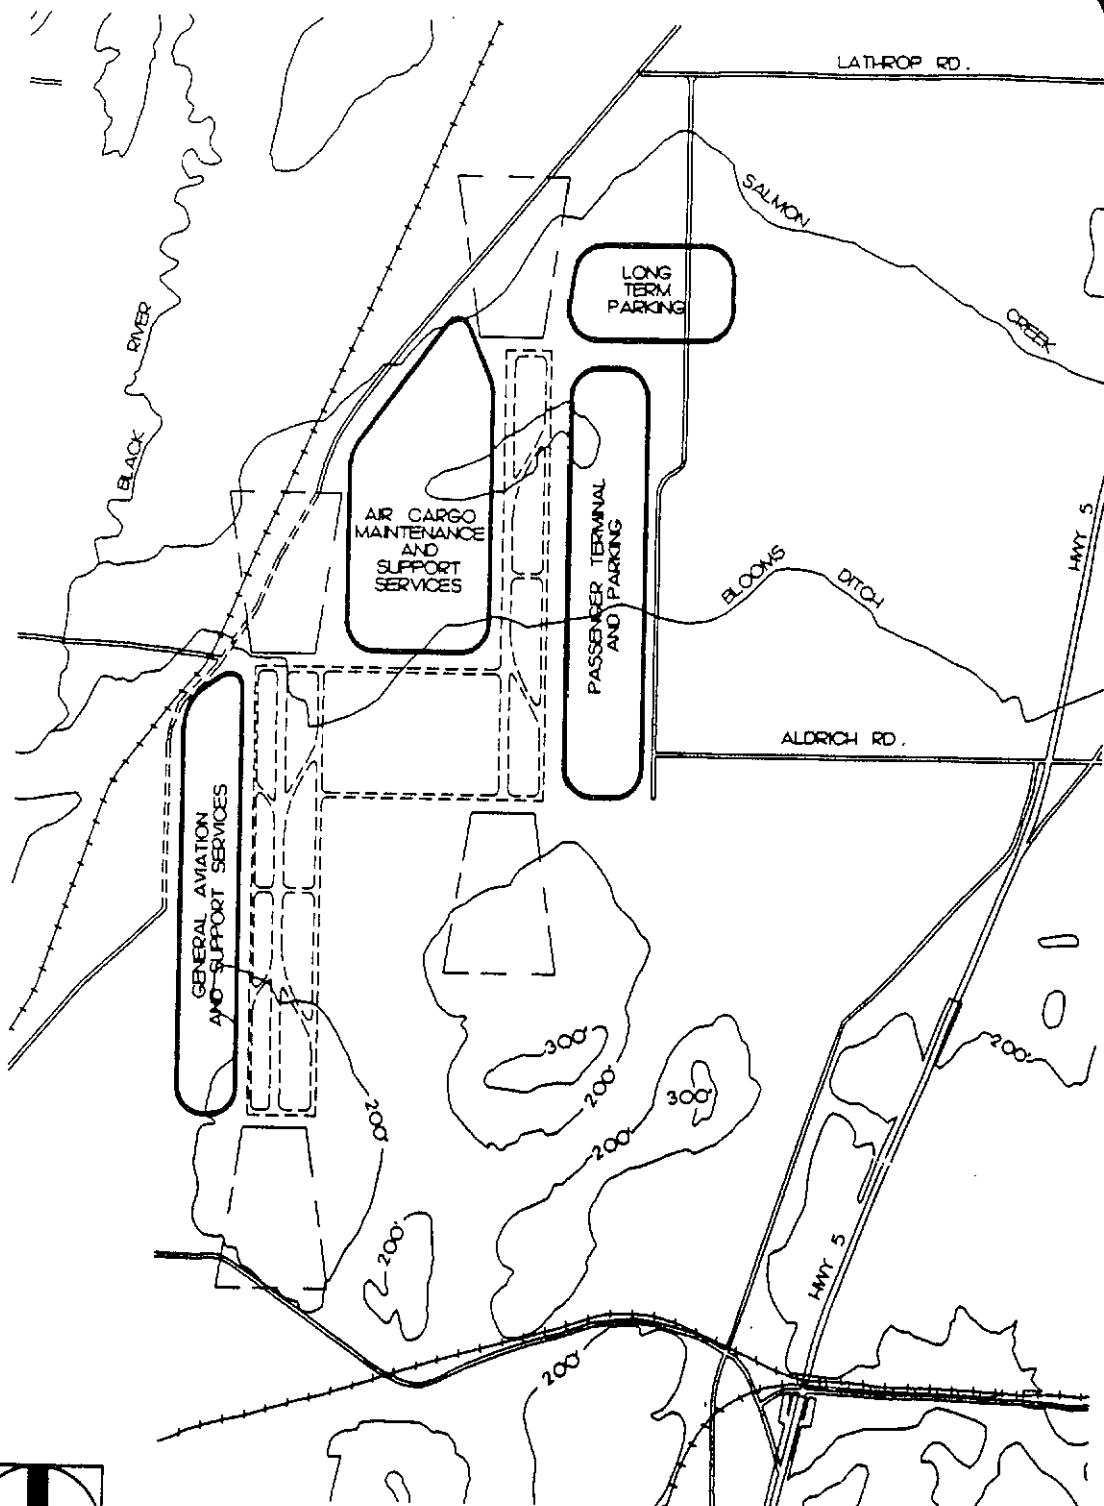 LATHROP RD.
SALMON
CREEK
LONG
TERM
PARKING
RIVER
BLACK
HWY 5
AIR CARGO
MAINTENANCE
AND
SUPPORT
SERVICES
PASSENGER TERMINAL
AND PARKING
BLOOMS
DITCH
ALDRICH RD.
GENERAL AVIATION
AND SUPPORT SERVICES
300'
200'
200'
300'
200'
200'
200'
HWY 5
200'